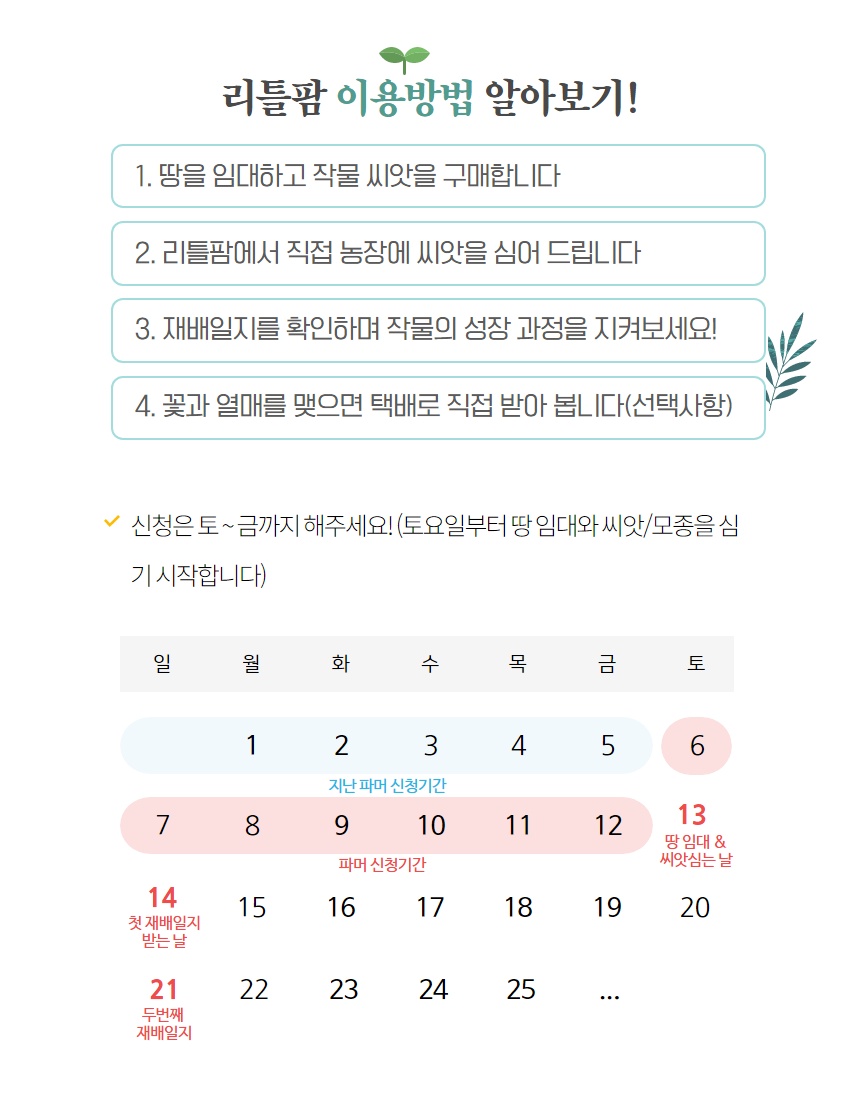 리틀팜 이용방법 알아보기!
1. 땅을 임대하고 작물 씨앗을 구매합니다
2. 리틀팜에서 직접 농장에 씨앗을 심어 드립니다
3. 재배일지를 확인하며 작물의 성장 과정을 지켜보세요!
4. 꽃과 열매를 맺으면 택배로 직접 받아 봅니다(선택사항)
신청은 토 ~ 금까지 해주세요! (토요일부터 땅 임대와 씨앗/모종을 심
기 시작합니다)
일 월 화 수 목 금 토
1 2 3 4 5 6
지난 파머 신청기간
7 8 9 10 11 12 13
땅 임대 &
씨앗심는 날
파머 신청기간
14 15 16 17 18 19 20
첫 재배일지
받는 날
21 22 23 24 25 ...
두번째
재배일지